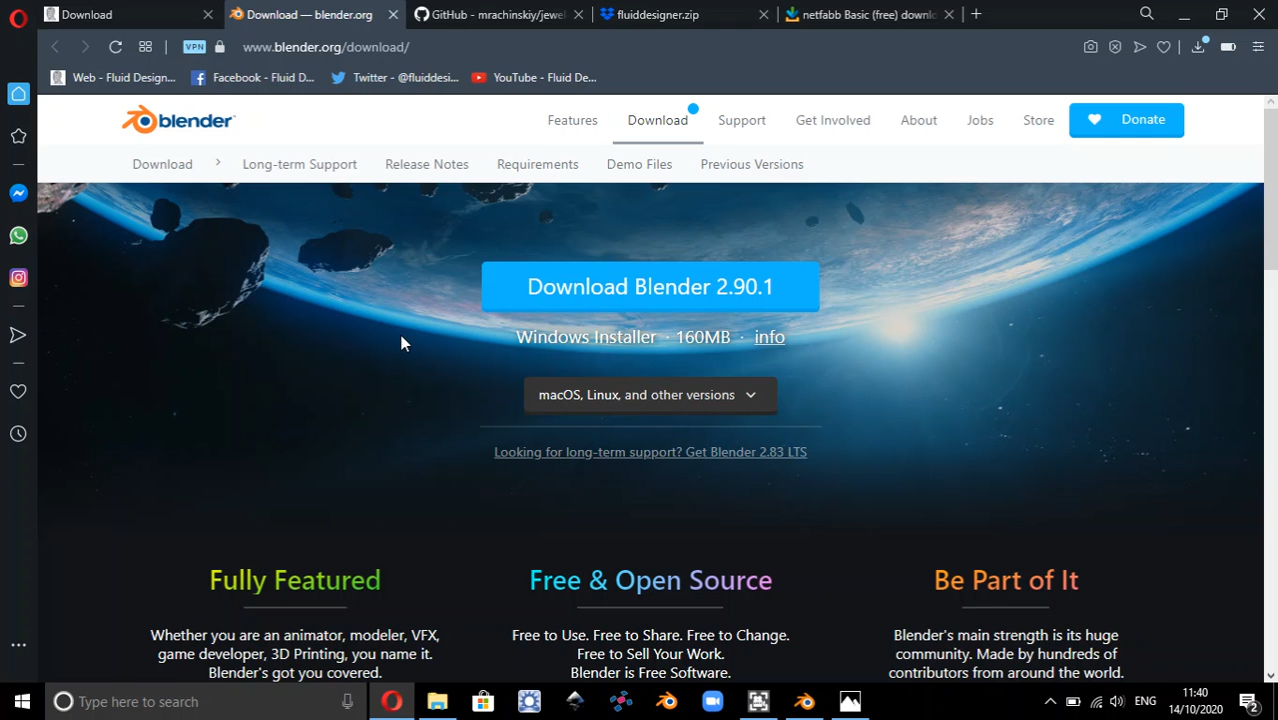 Download
Download — blender.org
GitHub - mrachinskiy/jewel
fluiddesigner.zip
netfabb Basic (free) downlo
VPN
www.blender.org/download/
Web - Fluid Design...
Facebook - Fluid D...
Twitter - @fluiddesi...
YouTube - Fluid De...
blender
Features
Download
Support
Get Involved
About
Jobs
Store
Donate
Download
Long-term Support
Release Notes
Requirements
Demo Files
Previous Versions
Download Blender 2.90.1
Windows Installer · 160MB · info
macOS, Linux, and other versions
Looking for long-term support? Get Blender 2.83 LTS
Fully Featured
Whether you are an animator, modeler, VFX,
game developer, 3D Printing, you name it.
Blender's got you covered.
Free & Open Source
Free to Use. Free to Share. Free to Change.
Free to Sell Your Work.
Blender is Free Software.
Be Part of It
Blender's main strength is its huge
community. Made by hundreds of
contributors from around the world.
Type here to search
ENG
11:40
14/10/2020
2